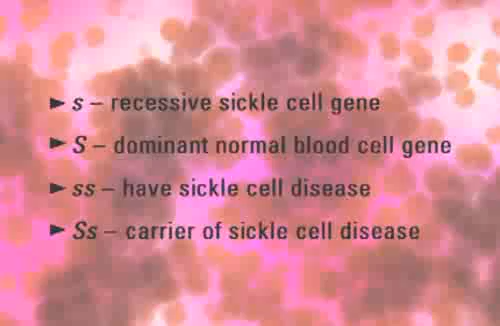 ► s – recessive sickle cell gene
► S – dominant normal blood cell gene
► ss – have sickle cell disease
► Ss – carrier of sickle cell disease